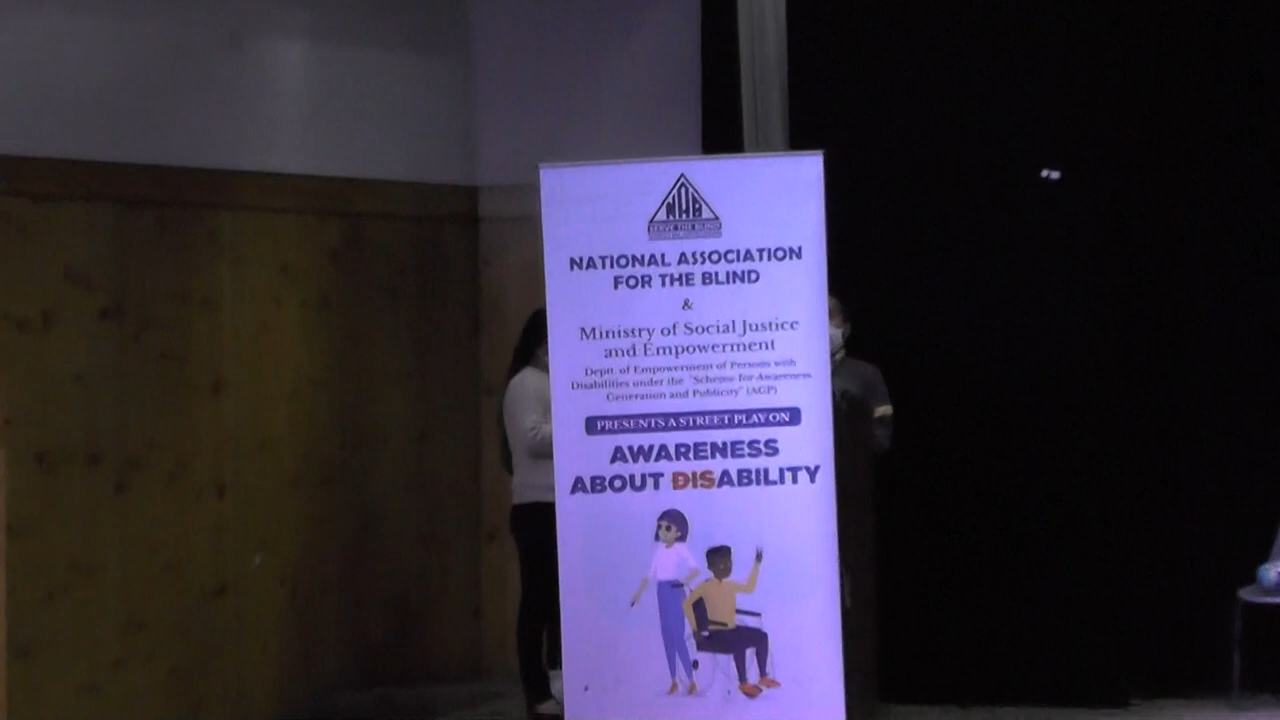 NAB
SERVE THE BLIND
NATIONAL ASSOCIATION
FOR THE BLIND
&
Ministry of Social Justice
and Empowerment
Deptt. of Empowerment of Persons with
Disabilities under the "Scheme for Awareness
Generation and Publicity" (AGP)
PRESENTS A STREET PLAY ON
AWARENESS
ABOUT DISABILITY